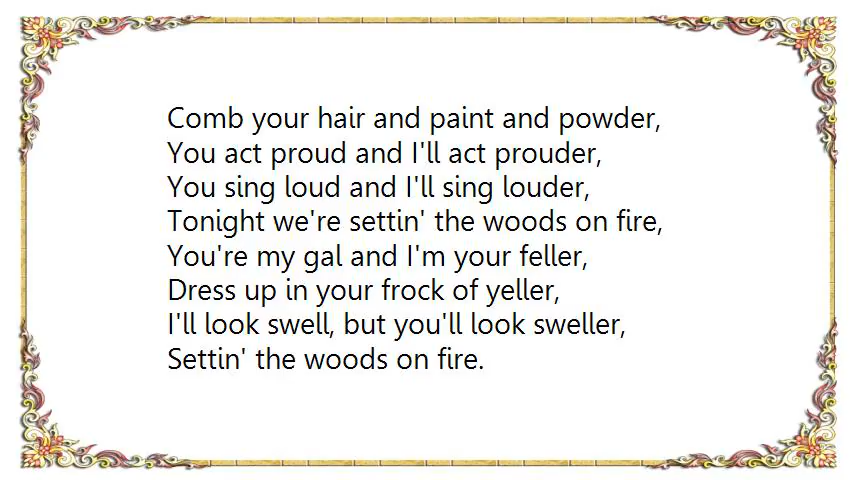 Comb your hair and paint and powder,
You act proud and I'll act prouder,
You sing loud and I'll sing louder,
Tonight we're settin' the woods on fire,
You're my gal and I'm your feller,
Dress up in your frock of yeller,
I'll look swell, but you'll look sweller,
Settin' the woods on fire.